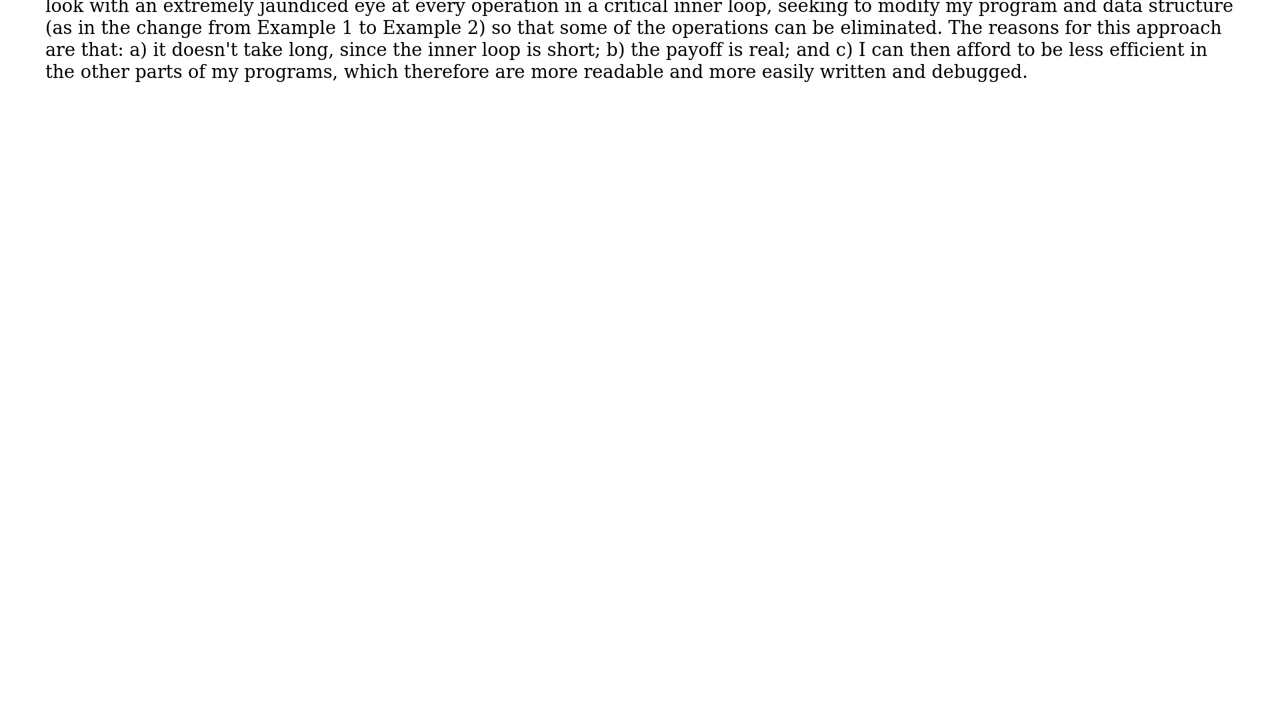 look with an extremely jaundiced eye at every operation in a critical inner loop, seeking to modify my program and data structure
(as in the change from Example 1 to Example 2) so that some of the operations can be eliminated. The reasons for this approach
are that: a) it doesn't take long, since the inner loop is short; b) the payoff is real; and c) I can then afford to be less efficient in
the other parts of my programs, which therefore are more readable and more easily written and debugged.